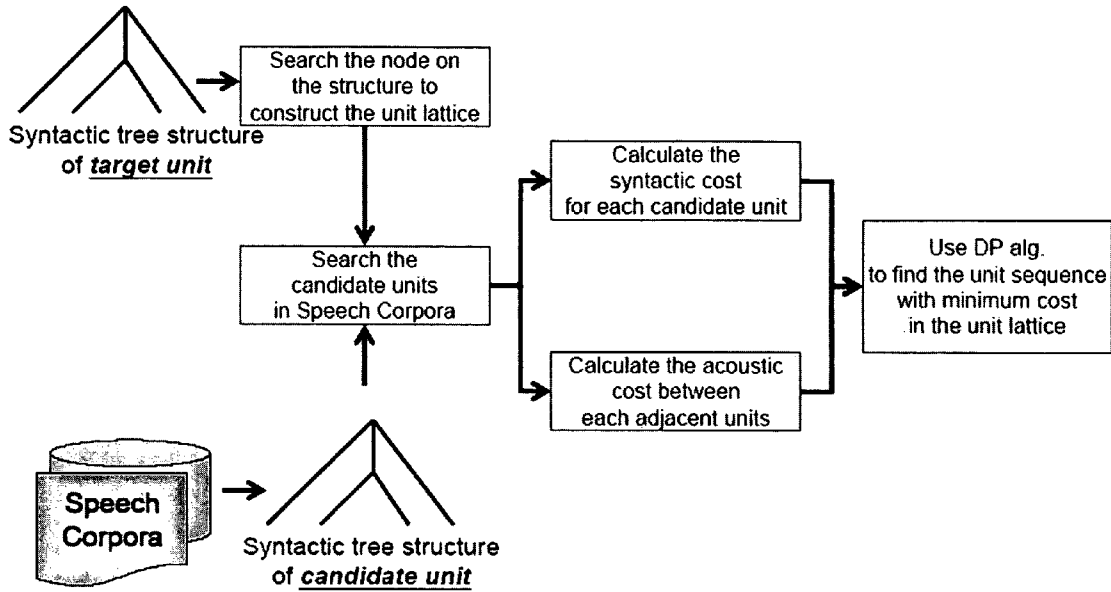 Search the node on
the structure to
construct the unit lattice
Syntactic tree structure
of target unit
Calculate the
syntactic cost
for each candidate unit
Search the
candidate units
in Speech Corpora
Use DP alg.
to find the unit sequence
with minimum cost
in the unit lattice
Calculate the acoustic
cost between
each adjacent units
Speech
Corpora
Syntactic tree structure
of candidate unit